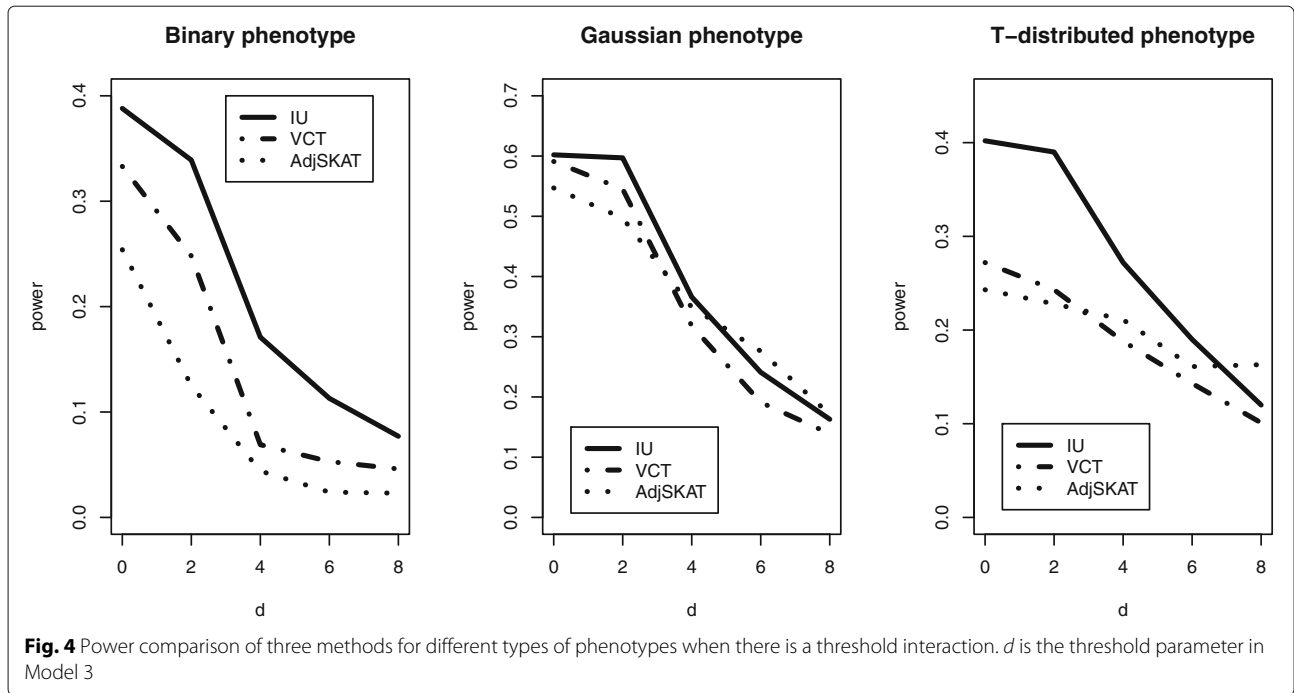 Binary phenotype
power
0.0
0.1
0.2
0.3
0.4
IU
VCT
AdjSKAT
0 2 4 6 8
d
Gaussian phenotype
power
0.0
0.1
0.2
0.3
0.4
0.5
0.6
0.7
IU
VCT
AdjSKAT
0 2 4 6 8
d
T−distributed phenotype
power
0.0
0.1
0.2
0.3
0.4
IU
VCT
AdjSKAT
0 2 4 6 8
d
Fig. 4 Power comparison of three methods for different types of phenotypes when there is a threshold interaction. d is the threshold parameter in
Model 3